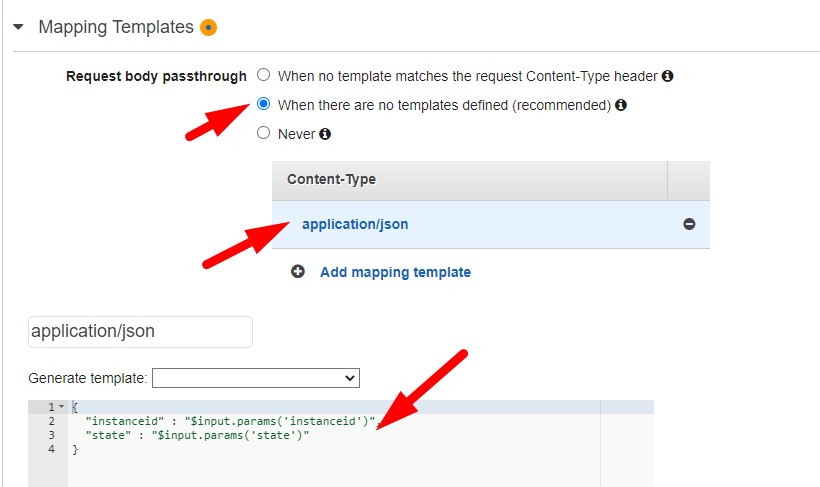 Mapping Templates
Request body passthrough
When no template matches the request Content-Type header
When there are no templates defined (recommended)
Never
Content-Type
application/json
Add mapping template
application/json
Generate template:
1 {
2 "instanceid" : "$input.params('instanceid')",
3 "state" : "$input.params('state')"
4 }